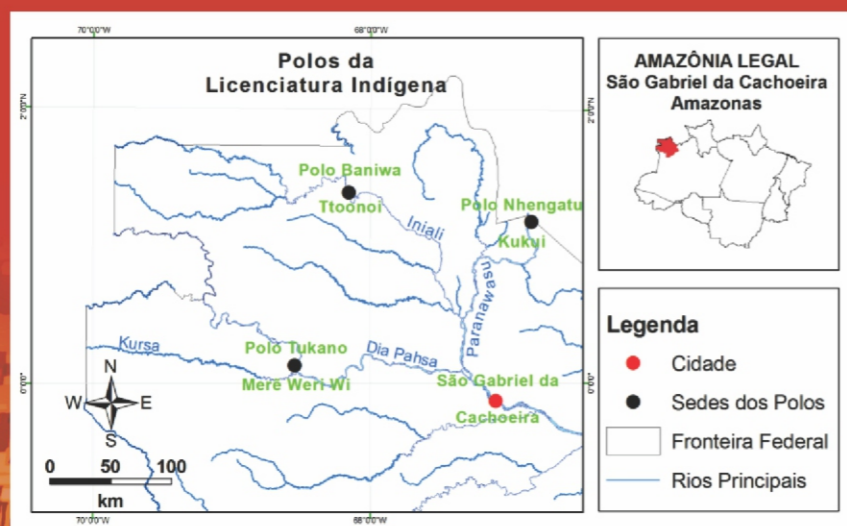 70°0'0"W
68°0'0"W
Polos da
Licenciatura Indígena
2°0'0"N
2°0'0"N
Polo Baniwa
Ttoonoi
Iniali
Polo Nhengatu
Kukui
Paranawasu
Kursa
Polo Tukano
Mere Weri Wi
Dia Pahsa
São Gabriel da
Cachoeira
0°0'0"
0°0'0"
N
W
E
S
0 50 100
km
70°0'0"W
68°0'0"W
AMAZÔNIA LEGAL
São Gabriel da Cachoeira
Amazonas
Legenda
Cidade
Sedes dos Polos
Fronteira Federal
Rios Principais